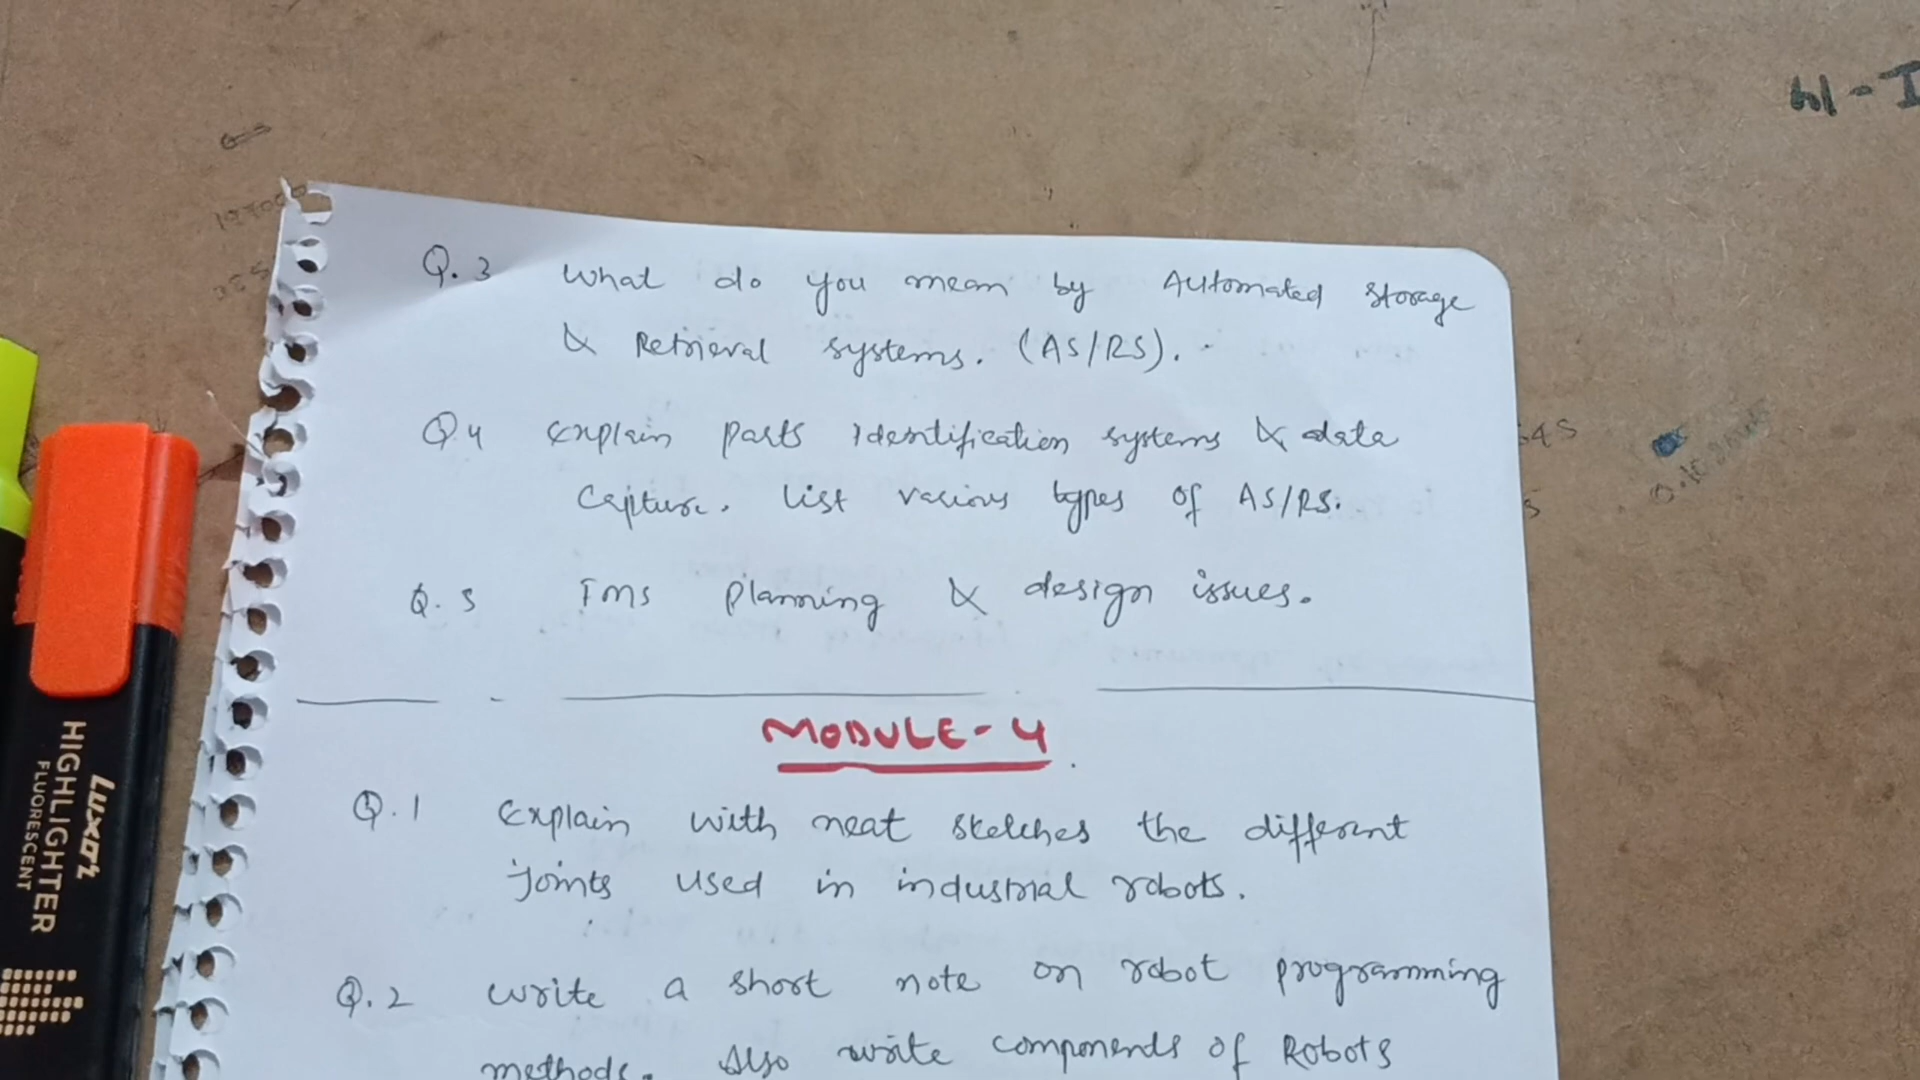 Q.3 What do you mean by Automated Storage
& Retrieval systems. (AS/RS).
Q4 Explain parts identification systems & data
Capture. List various types of AS/RS.
Q.5 FMS Planning & design issues.
MODULE-4
Q.1 Explain with neat sketches the different
joints used in industrial robots.
Q.2 Write a short note on robot programming
methods. Also write components of Robots
Luxor
HIGHLIGHTER
FLUORESCENT